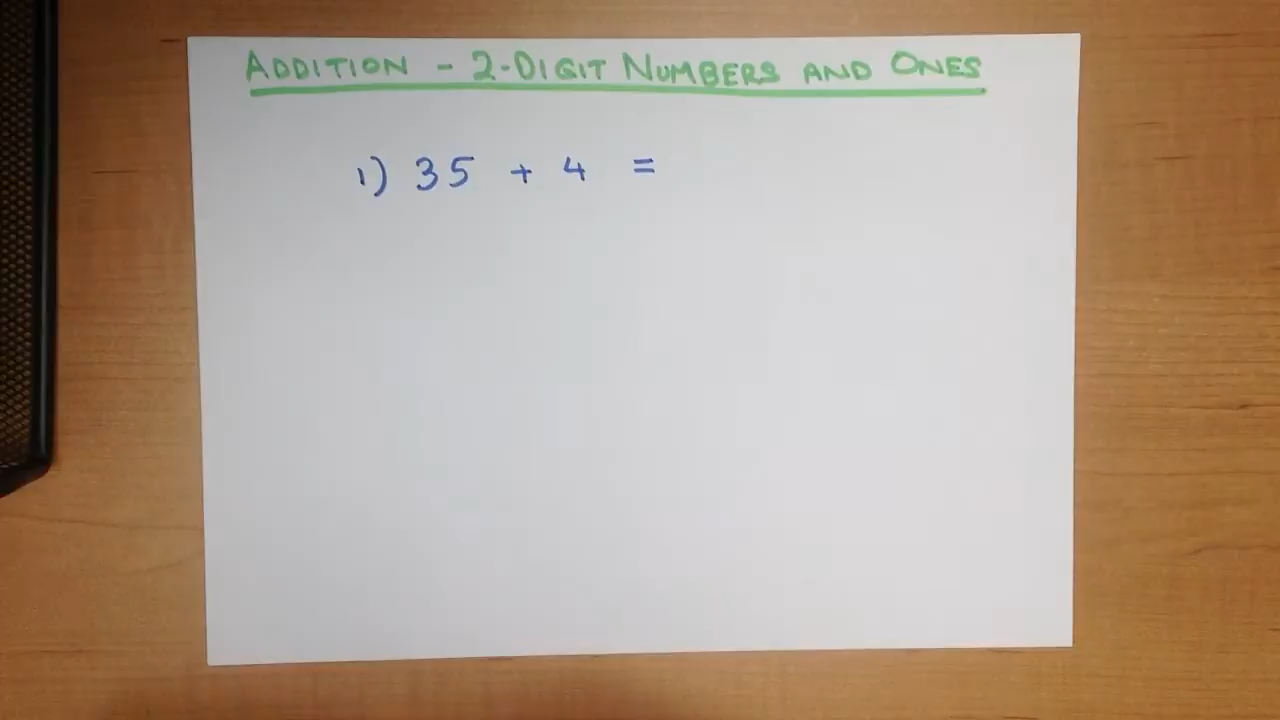 ADDITION - 2-DIGIT NUMBERS AND ONES
1) 35 + 4 =